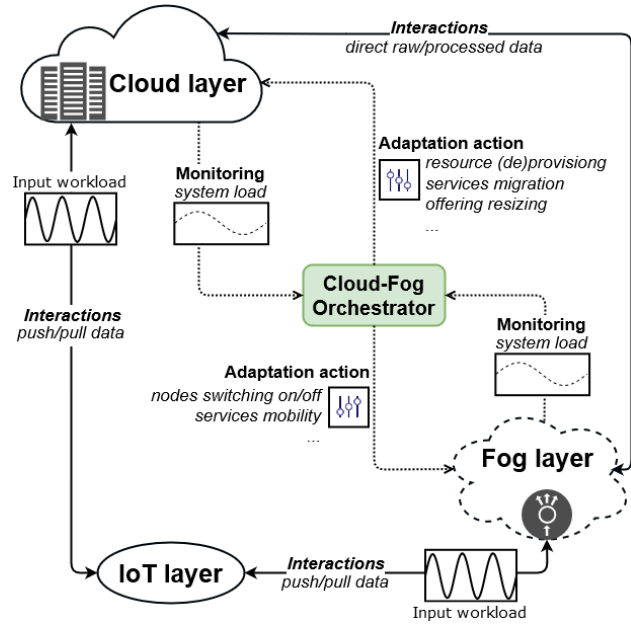 Interactions
direct raw/processed data
Cloud layer
Adaptation action
resource (de)provisiong
services migration
offering resizing
...
Monitoring
system load
Input workload
Cloud-Fog
Orchestrator
Interactions
push/pull data
Monitoring
system load
Adaptation action
nodes switching on/off
services mobility
...
Fog layer
IoT layer
Interactions
push/pull data
Input workload